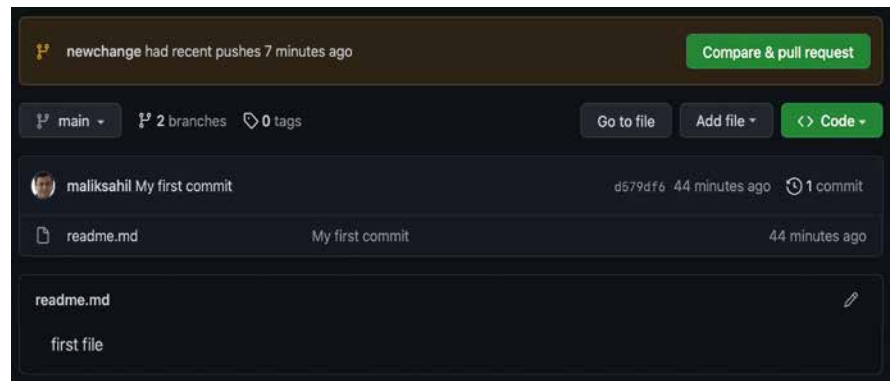 newchange had recent pushes 7 minutes ago
Compare & pull request
main
2 branches
0 tags
Go to file
Add file
<> Code
maliksahil My first commit
d579df6 44 minutes ago
1 commit
readme.md
My first commit
44 minutes ago
readme.md
first file